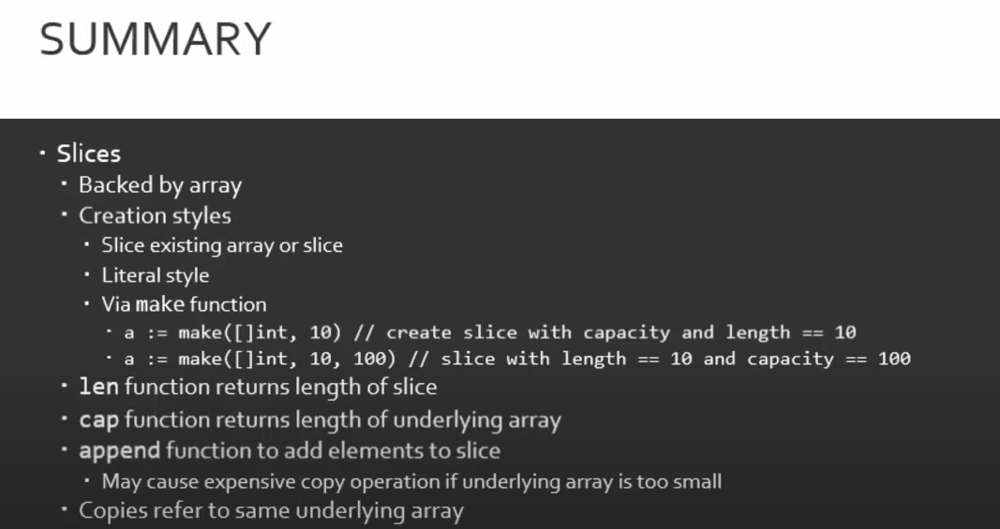 SUMMARY
▪ Slices
▪ Backed by array
▪ Creation styles
▪ Slice existing array or slice
▪ Literal style
▪ Via make function
▪ a := make([]int, 10) // create slice with capacity and length == 10
▪ a := make([]int, 10, 100) // slice with length == 10 and capacity == 100
▪ len function returns length of slice
▪ cap function returns length of underlying array
▪ append function to add elements to slice
▪ May cause expensive copy operation if underlying array is too small
▪ Copies refer to same underlying array